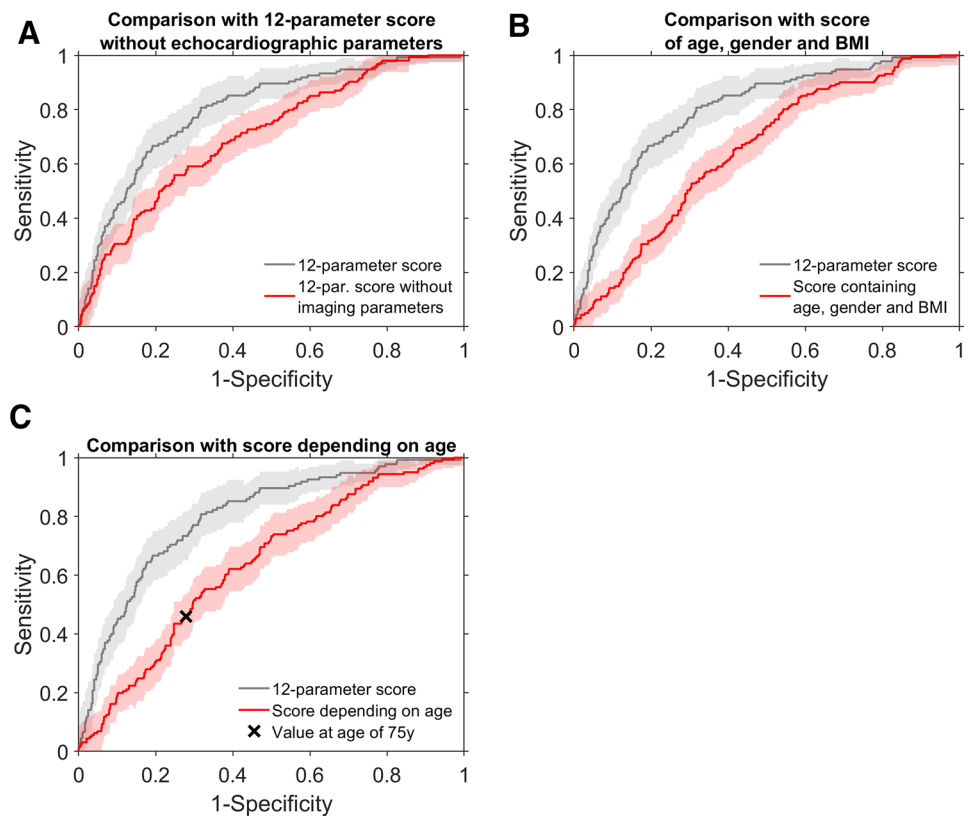 A
Comparison with 12-parameter score
without echocardiographic parameters
1
0.8
0.6
0.4
0.2
0
Sensitivity
12-parameter score
12-par. score without
imaging parameters
0 0.2 0.4 0.6 0.8 1
1-Specificity
B
Comparison with score
of age, gender and BMI
1
0.8
0.6
0.4
0.2
0
Sensitivity
12-parameter score
Score containing
age, gender and BMI
0 0.2 0.4 0.6 0.8 1
1-Specificity
C
Comparison with score depending on age
1
0.8
0.6
0.4
0.2
0
Sensitivity
12-parameter score
Score depending on age
Value at age of 75y
0 0.2 0.4 0.6 0.8 1
1-Specificity